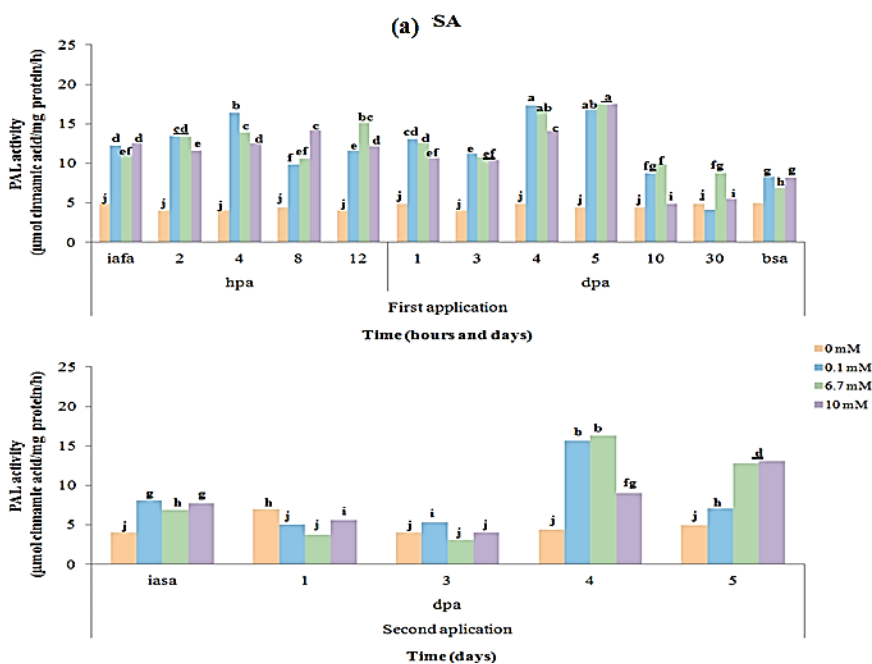 (a) SA
PAL activity
(μmol cinnamte acid/mg protein/h)
25
20
15
10
5
0
j d ef d
j cd e
j b c d
j f ef c
j e bc d
j cd d ef
j e ef
j a ab c
j ab a
j fg f i
j fg i
g h g
iafa 2 4 8 12 1 3 4 5 10 30 bsa
hpa dpa
First application
Time (hours and days)
PAL activity
(μmol cinnamte acid/mg protein/h)
25
20
15
10
5
0
j g h g
h j j i
j i j j
j b b fg
j h d
iasa 1 3 4 5
dpa
Second aplication
Time (days)
0 mM
0.1 mM
6.7 mM
10 mM